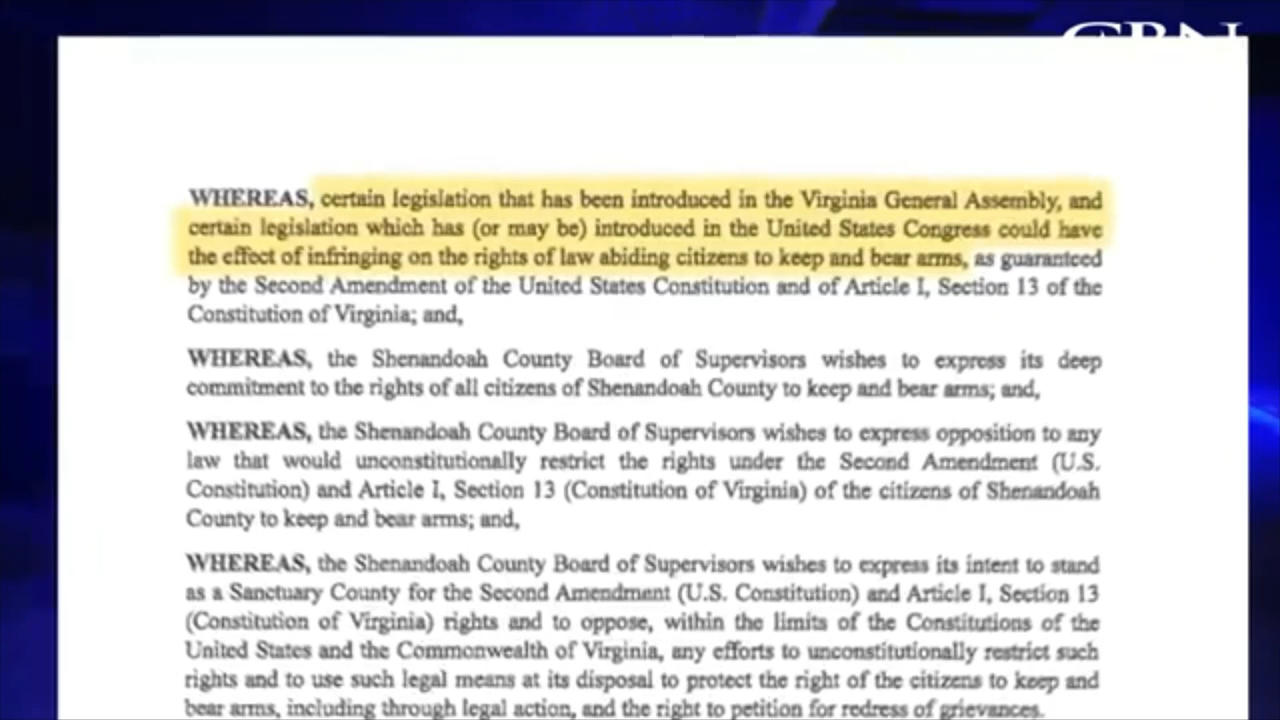 CBN
WHEREAS, certain legislation that has been introduced in the Virginia General Assembly, and
certain legislation which has (or may be) introduced in the United States Congress could have
the effect of infringing on the rights of law abiding citizens to keep and bear arms, as guaranteed
by the Second Amendment of the United States Constitution and of Article I, Section 13 of the
Constitution of Virginia; and,
WHEREAS, the Shenandoah County Board of Supervisors wishes to express its deep
commitment to the rights of all citizens of Shenandoah County to keep and bear arms; and,
WHEREAS, the Shenandoah County Board of Supervisors wishes to express opposition to any
law that would unconstitutionally restrict the rights under the Second Amendment (U.S.
Constitution) and Article I, Section 13 (Constitution of Virginia) of the citizens of Shenandoah
County to keep and bear arms; and,
WHEREAS, the Shenandoah County Board of Supervisors wishes to express its intent to stand
as a Sanctuary County for the Second Amendment (U.S. Constitution) and Article I, Section 13
(Constitution of Virginia) rights and to oppose, within the limits of the Constitutions of the
United States and the Commonwealth of Virginia, any efforts to unconstitutionally restrict such
rights and to use such legal means at its disposal to protect the right of the citizens to keep and
bear arms, including through legal action, and the right to petition for redress of grievances.